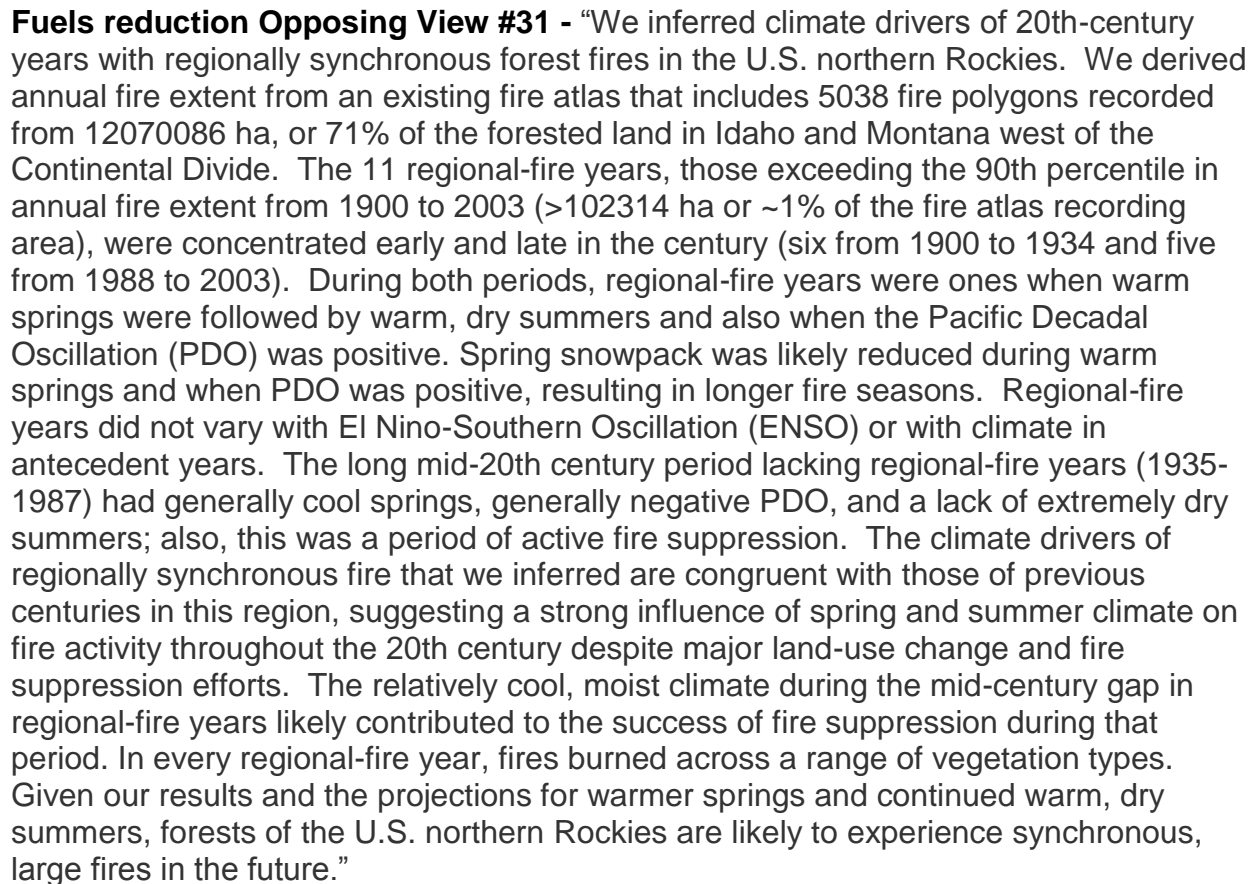 Fuels reduction Opposing View #31 - “We inferred climate drivers of 20th-century
years with regionally synchronous forest fires in the U.S. northern Rockies.  We derived
annual fire extent from an existing fire atlas that includes 5038 fire polygons recorded
from 12070086 ha, or 71% of the forested land in Idaho and Montana west of the
Continental Divide.  The 11 regional-fire years, those exceeding the 90th percentile in
annual fire extent from 1900 to 2003 (>102314 ha or ~1% of the fire atlas recording
area), were concentrated early and late in the century (six from 1900 to 1934 and five
from 1988 to 2003).  During both periods, regional-fire years were ones when warm
springs were followed by warm, dry summers and also when the Pacific Decadal
Oscillation (PDO) was positive. Spring snowpack was likely reduced during warm
springs and when PDO was positive, resulting in longer fire seasons.  Regional-fire
years did not vary with El Nino-Southern Oscillation (ENSO) or with climate in
antecedent years.  The long mid-20th century period lacking regional-fire years (1935-
1987) had generally cool springs, generally negative PDO, and a lack of extremely dry
summers; also, this was a period of active fire suppression.  The climate drivers of
regionally synchronous fire that we inferred are congruent with those of previous
centuries in this region, suggesting a strong influence of spring and summer climate on
fire activity throughout the 20th century despite major land-use change and fire
suppression efforts.  The relatively cool, moist climate during the mid-century gap in
regional-fire years likely contributed to the success of fire suppression during that
period. In every regional-fire year, fires burned across a range of vegetation types.
Given our results and the projections for warmer springs and continued warm, dry
summers, forests of the U.S. northern Rockies are likely to experience synchronous,
large fires in the future.”